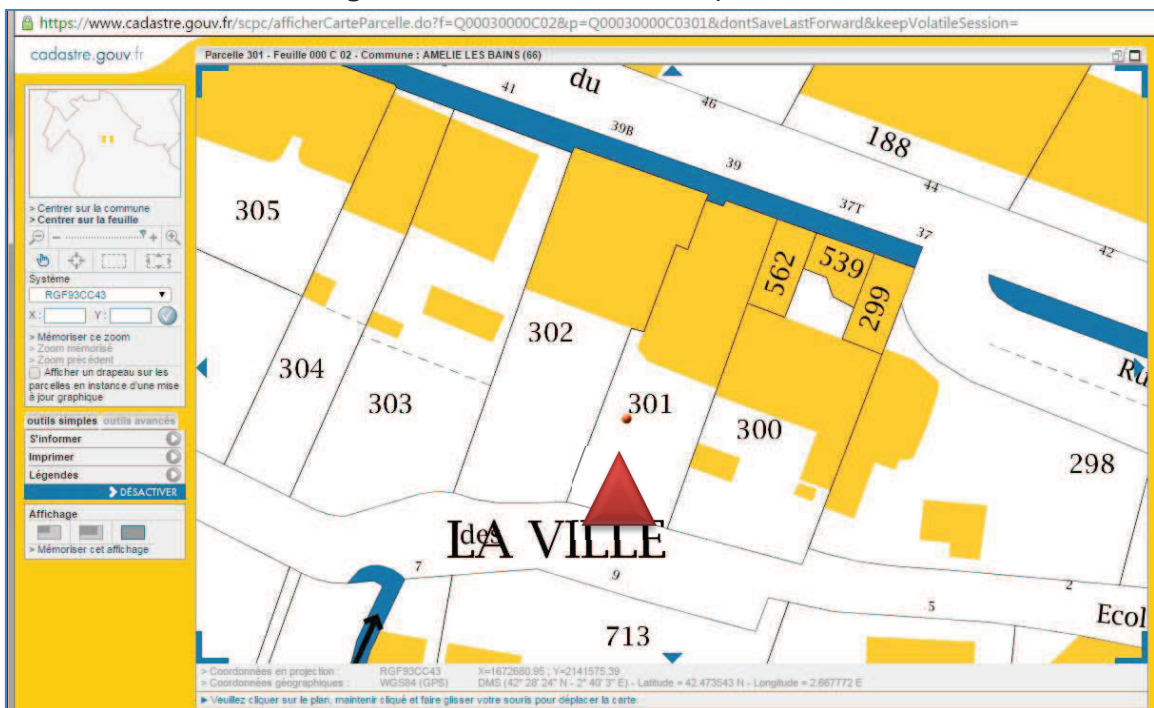 https://www.cadastre.gouv.fr/scpc/afficherCarteParcelle.do?f=Q00030000C02&p=Q00030000C0301&dontSaveLastForward&keepVolatileSession=
cadastre.gouv.fr
Parcelle 301 - Feuille 000 C 02 - Commune : AMELIE LES BAINS (66)
> Centrer sur la commune
> Centrer sur la feuille
Système
RGF93CC43
X :
Y :
> Mémoriser ce zoom
> Zoom mémorisé
> Zoom précédent
Afficher un drapeau sur les
parcelles en instance d'une mise
à jour graphique
outils simples outils avancés
S'informer
Imprimer
Légendes
DÉSACTIVER
Affichage
> Mémoriser cet affichage
41
du
46
39B
188
39
44
305
37T
37
42
562
539
299
302
304
Ru
303
301
300
298
des
LA VILLE
7
9
2
5
Ecol
713
> Coordonnées en projection : RGF93CC43 X=1672680.95 ; Y=2141575.39
> Coordonnées géographiques : WGS84 (GPS) DMS (42° 28' 24" N - 2° 40' 3" E) - Latitude = 42.473543 N - Longitude = 2.667772 E
Veuillez cliquer sur le plan, maintenir cliqué et faire glisser votre souris pour déplacer la carte.